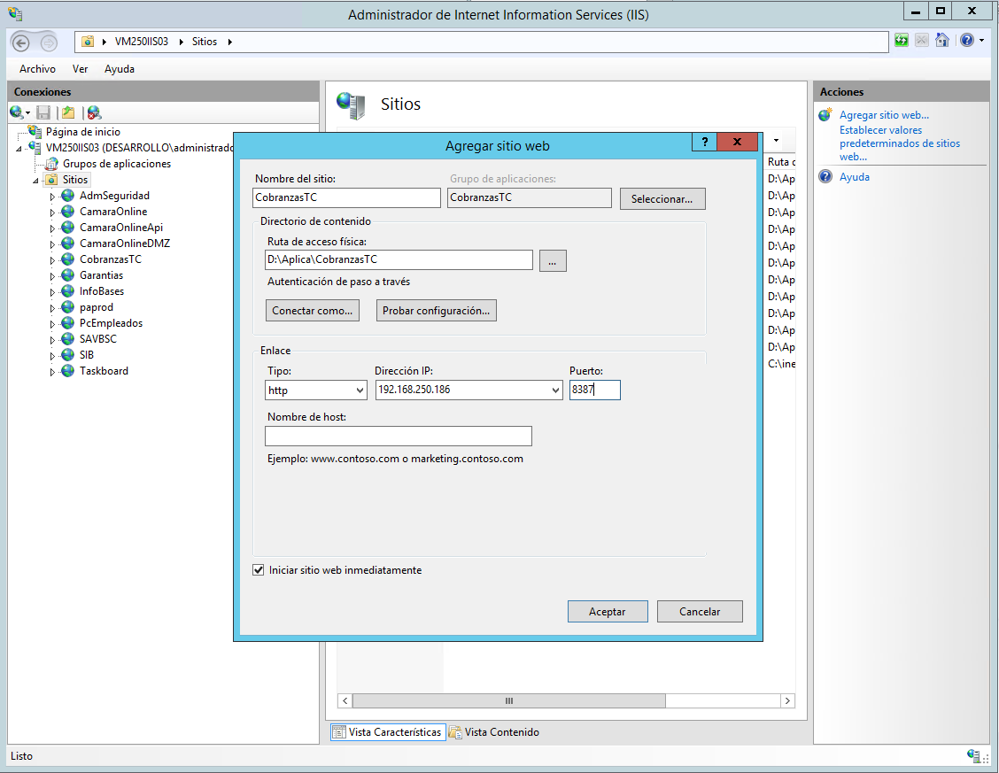 Administrador de Internet Information Services (IIS)
VM250IIS03 Sitios
Archivo Ver Ayuda
Conexiones
Página de inicio
VM250IIS03 (DESARROLLO\administrado
Grupos de aplicaciones
Sitios
AdmSeguridad
CamaraOnline
CamaraOnlineApi
CamaraOnlineDMZ
CobranzasTC
Garantias
InfoBases
paprod
PcEmpleados
SAVBSC
SIB
Taskboard
Sitios
Ruta d
D:\Ap
D:\Ap
D:\Ap
D:\Ap
D:\Ap
D:\Ap
D:\Ap
D:\Ap
D:\Ap
D:\Ap
D:\Ap
C:\ine
Agregar sitio web
?
Nombre del sitio:
Grupo de aplicaciones:
CobranzasTC
CobranzasTC
Seleccionar...
Directorio de contenido
Ruta de acceso física:
D:\Aplica\CobranzasTC
...
Autenticación de paso a través
Conectar como...
Probar configuración...
Enlace
Tipo:
Dirección IP:
Puerto:
http
192.168.250.186
8387
Nombre de host:
Ejemplo: www.contoso.com o marketing.contoso.com
Iniciar sitio web inmediatamente
Aceptar
Cancelar
Vista Características
Vista Contenido
Acciones
Agregar sitio web...
Establecer valores
predeterminados de sitios
web...
Ayuda
Listo